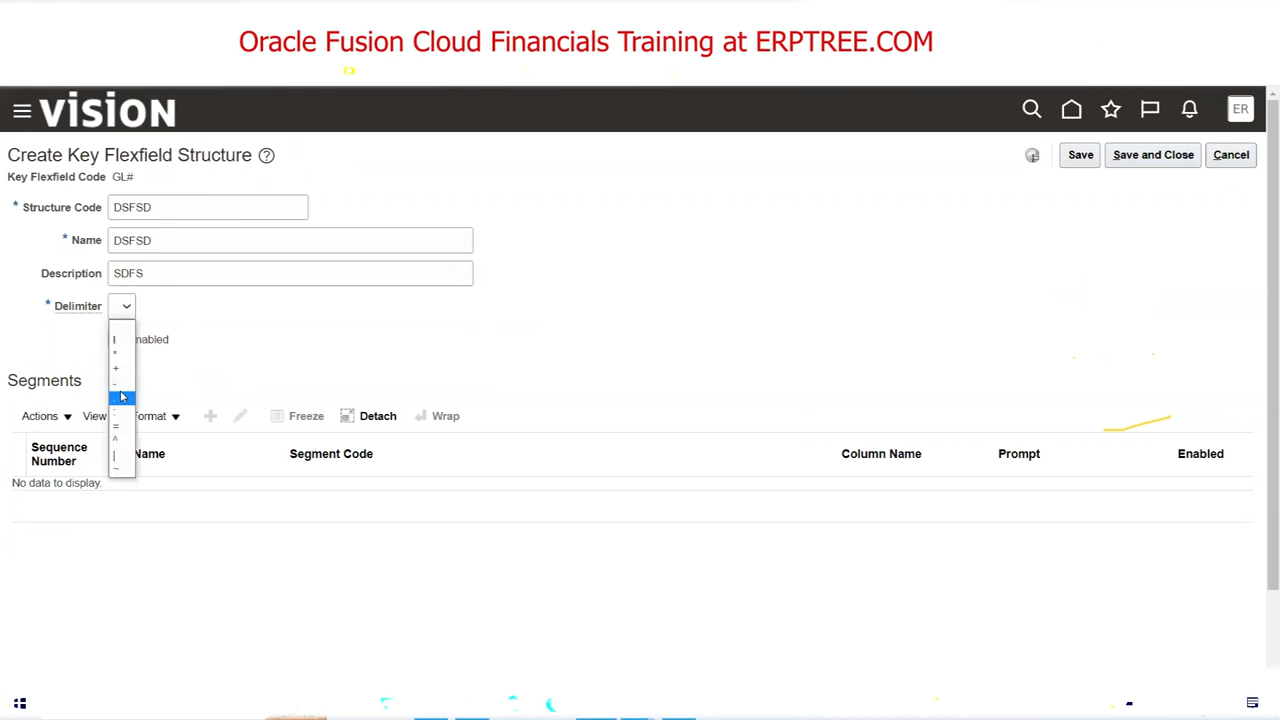 Oracle Fusion Cloud Financials Training at ERPTREE.COM
vision
ER
Create Key Flexfield Structure ?
Save
Save and Close
Cancel
Key Flexfield Code GL#
* Structure Code DSFSD
* Name DSFSD
Description SDFS
* Delimiter
nabled
*
+
-
.
:
=
^
|
~
Segments
Actions View ormat Freeze Detach Wrap
Sequence Number Name Segment Code Column Name Prompt Enabled
No data to display.